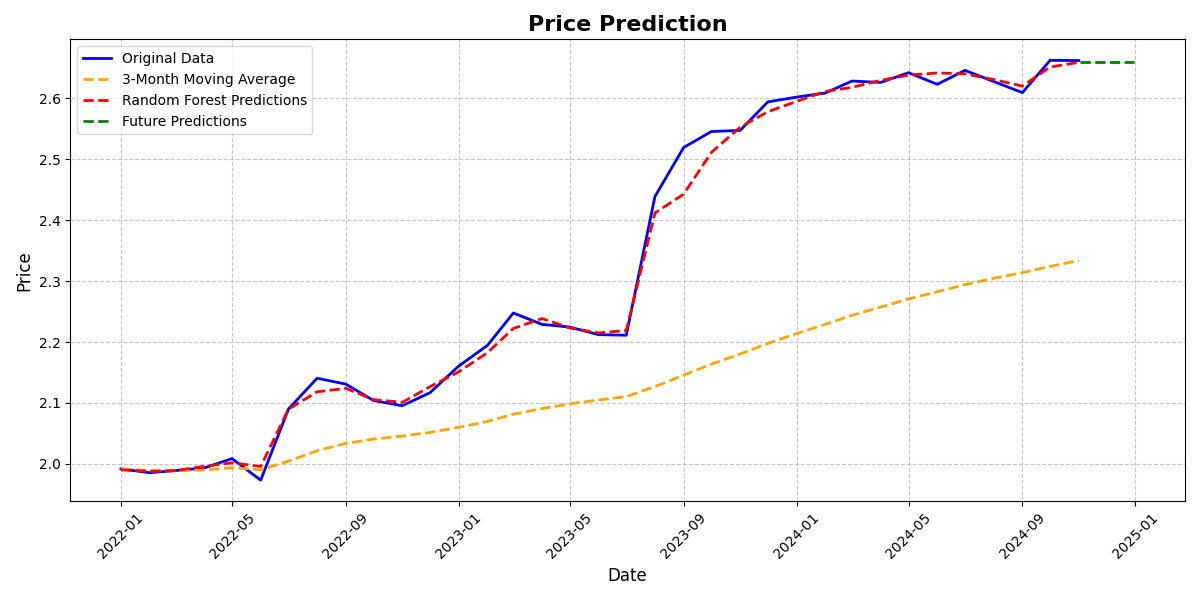 Price Prediction
Original Data
3-Month Moving Average
Random Forest Predictions
Future Predictions
Price
2.6
2.5
2.4
2.3
2.2
2.1
2.0
2022-01
2022-05
2022-09
2023-01
2023-05
2023-09
2024-01
2024-05
2024-09
2025-01
Date